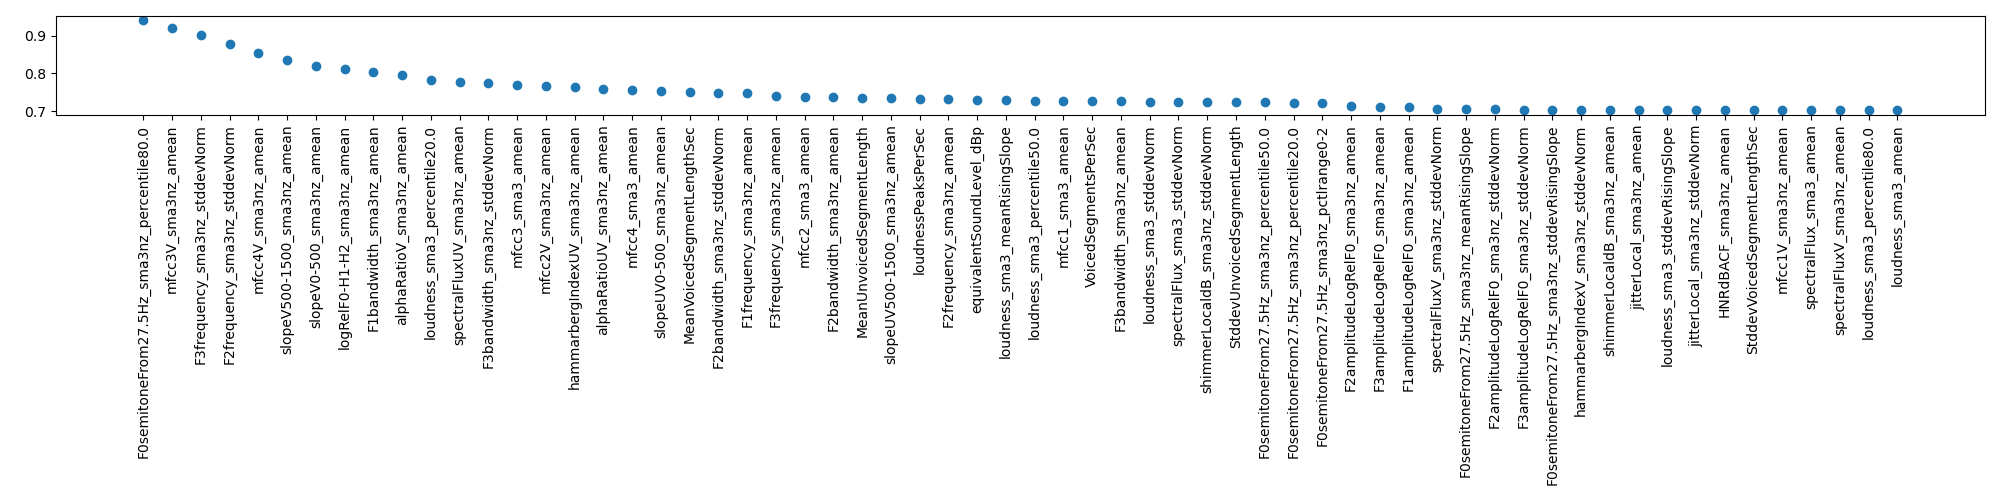 0.9
0.8
0.7
F0semitoneFrom27.5Hz_sma3nz_percentile80.0
mfcc3V_sma3nz_amean
F3frequency_sma3nz_stddevNorm
F2frequency_sma3nz_stddevNorm
mfcc4V_sma3nz_amean
slopeV500-1500_sma3nz_amean
slopeV0-500_sma3nz_amean
logRelF0-H1-H2_sma3nz_amean
F1bandwidth_sma3nz_amean
alphaRatioV_sma3nz_amean
loudness_sma3_percentile20.0
spectralFluxUV_sma3nz_amean
F3bandwidth_sma3nz_stddevNorm
mfcc3_sma3_amean
mfcc2V_sma3nz_amean
hammarbergIndexUV_sma3nz_amean
alphaRatioUV_sma3nz_amean
mfcc4_sma3_amean
slopeUV0-500_sma3nz_amean
MeanVoicedSegmentLengthSec
F2bandwidth_sma3nz_stddevNorm
F1frequency_sma3nz_amean
F3frequency_sma3nz_amean
mfcc2_sma3_amean
F2bandwidth_sma3nz_amean
MeanUnvoicedSegmentLength
slopeUV500-1500_sma3nz_amean
loudnessPeaksPerSec
F2frequency_sma3nz_amean
equivalentSoundLevel_dBp
loudness_sma3_meanRisingSlope
loudness_sma3_percentile50.0
mfcc1_sma3_amean
VoicedSegmentsPerSec
F3bandwidth_sma3nz_amean
loudness_sma3_stddevNorm
spectralFlux_sma3_stddevNorm
shimmerLocaldB_sma3nz_stddevNorm
StddevUnvoicedSegmentLength
F0semitoneFrom27.5Hz_sma3nz_percentile50.0
F0semitoneFrom27.5Hz_sma3nz_percentile20.0
F0semitoneFrom27.5Hz_sma3nz_pctlrange0-2
F2amplitudeLogRelF0_sma3nz_amean
F3amplitudeLogRelF0_sma3nz_amean
F1amplitudeLogRelF0_sma3nz_amean
spectralFluxV_sma3nz_stddevNorm
F0semitoneFrom27.5Hz_sma3nz_meanRisingSlope
F2amplitudeLogRelF0_sma3nz_stddevNorm
F3amplitudeLogRelF0_sma3nz_stddevNorm
F0semitoneFrom27.5Hz_sma3nz_stddevRisingSlope
hammarbergIndexV_sma3nz_stddevNorm
shimmerLocaldB_sma3nz_amean
jitterLocal_sma3nz_amean
loudness_sma3_stddevRisingSlope
jitterLocal_sma3nz_stddevNorm
HNRdBACF_sma3nz_amean
StddevVoicedSegmentLengthSec
mfcc1V_sma3nz_amean
spectralFlux_sma3_amean
spectralFluxV_sma3nz_amean
loudness_sma3_percentile80.0
loudness_sma3_amean